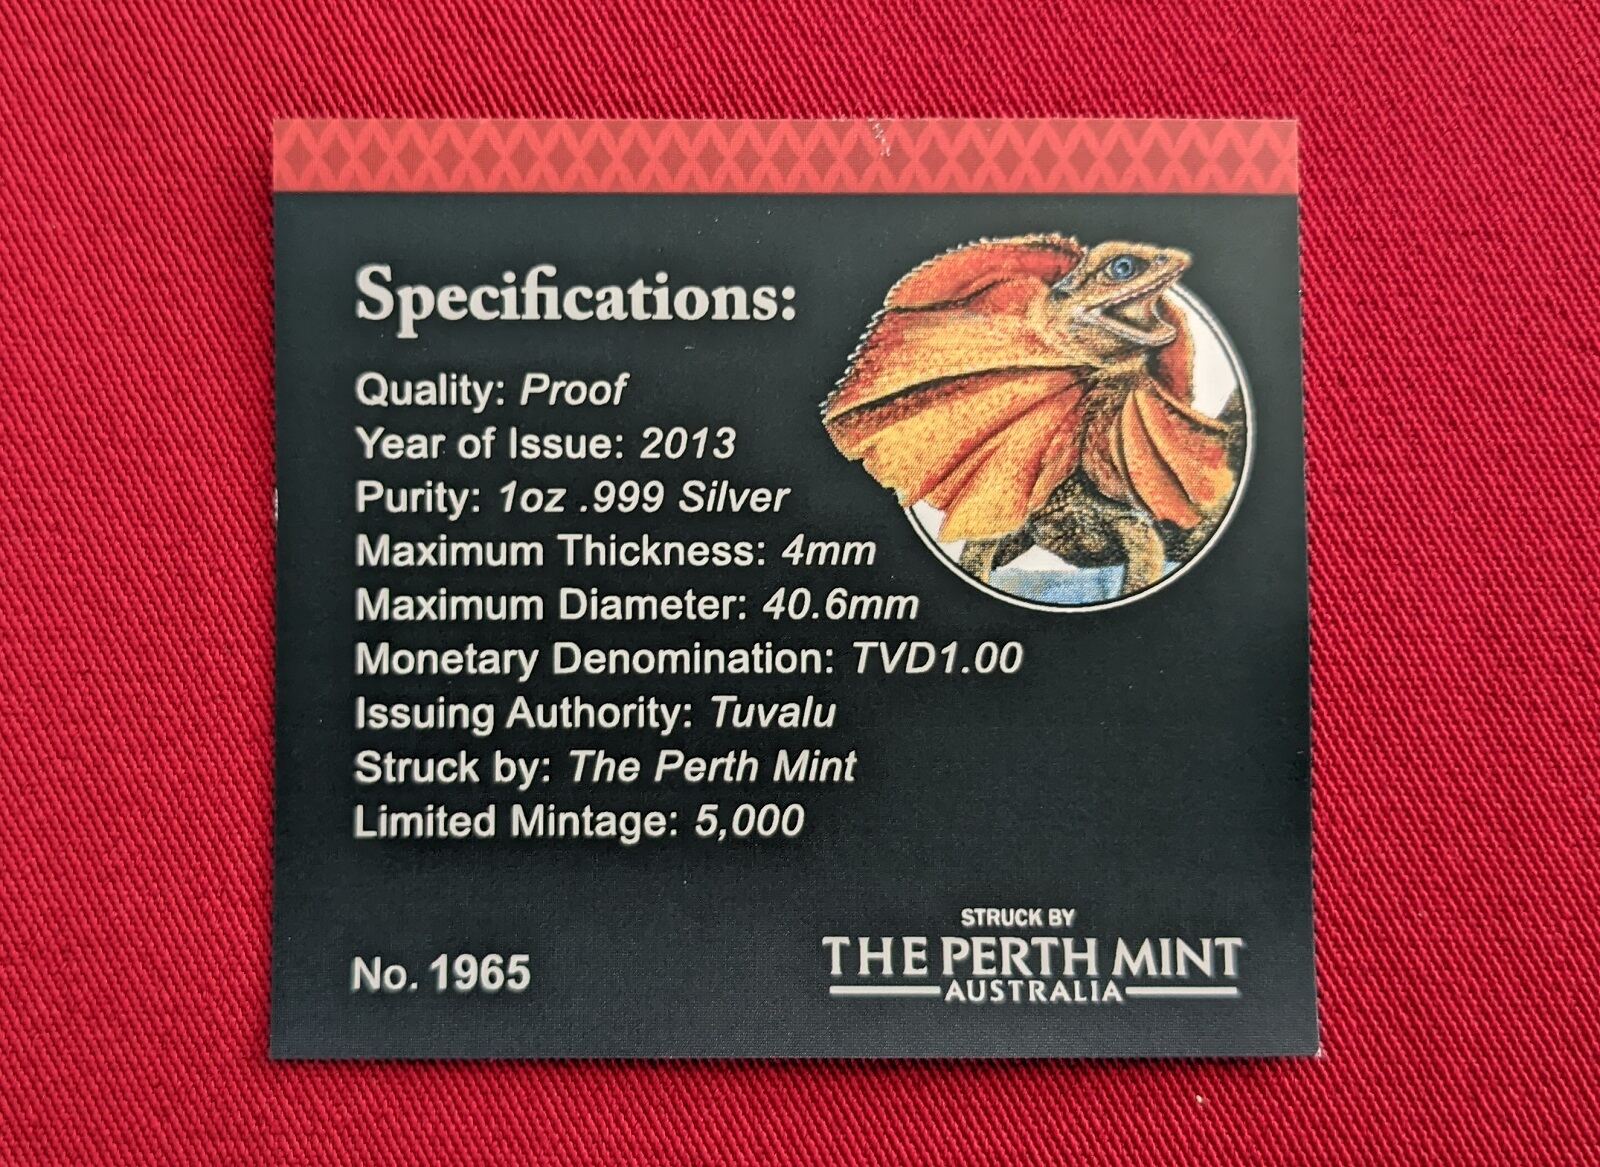 Specifications:
Quality: Proof
Year of Issue: 2013
Purity: 1oz .999 Silver
Maximum Thickness: 4mm
Maximum Diameter: 40.6mm
Monetary Denomination: TVD1.00
Issuing Authority: Tuvalu
Struck by: The Perth Mint
Limited Mintage: 5,000
No. 1965
STRUCK BY
THE PERTH MINT
AUSTRALIA